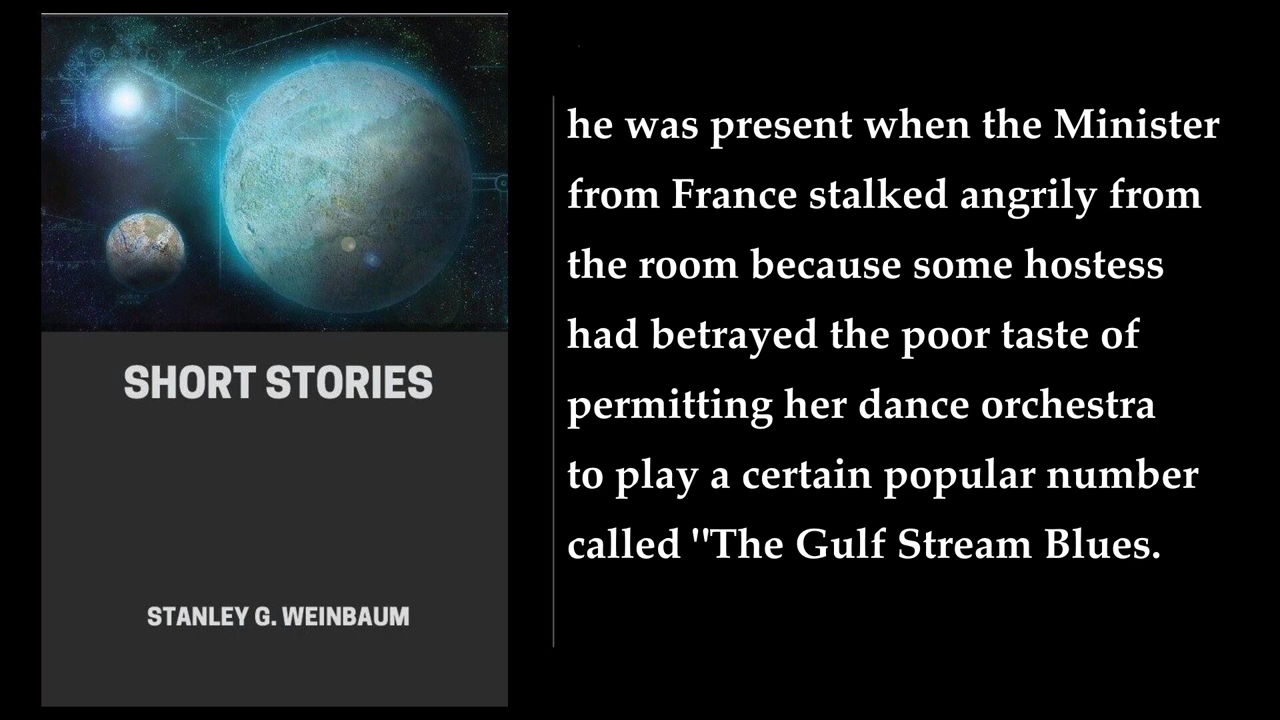 SHORT STORIES
STANLEY G. WEINBAUM
he was present when the Minister
from France stalked angrily from
the room because some hostess
had betrayed the poor taste of
permitting her dance orchestra
to play a certain popular number
called "The Gulf Stream Blues.